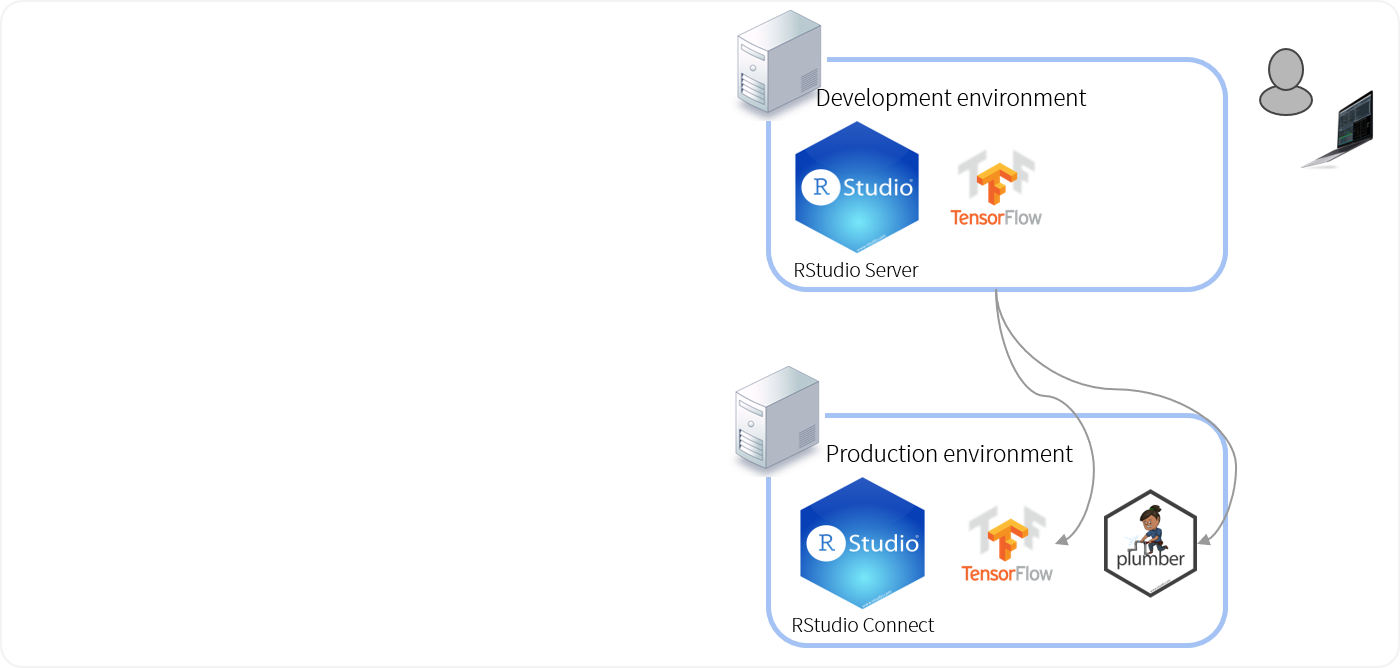 Development environment
R Studio
TensorFlow
RStudio Server
Production environment
R Studio
TensorFlow
plumber
RStudio Connect